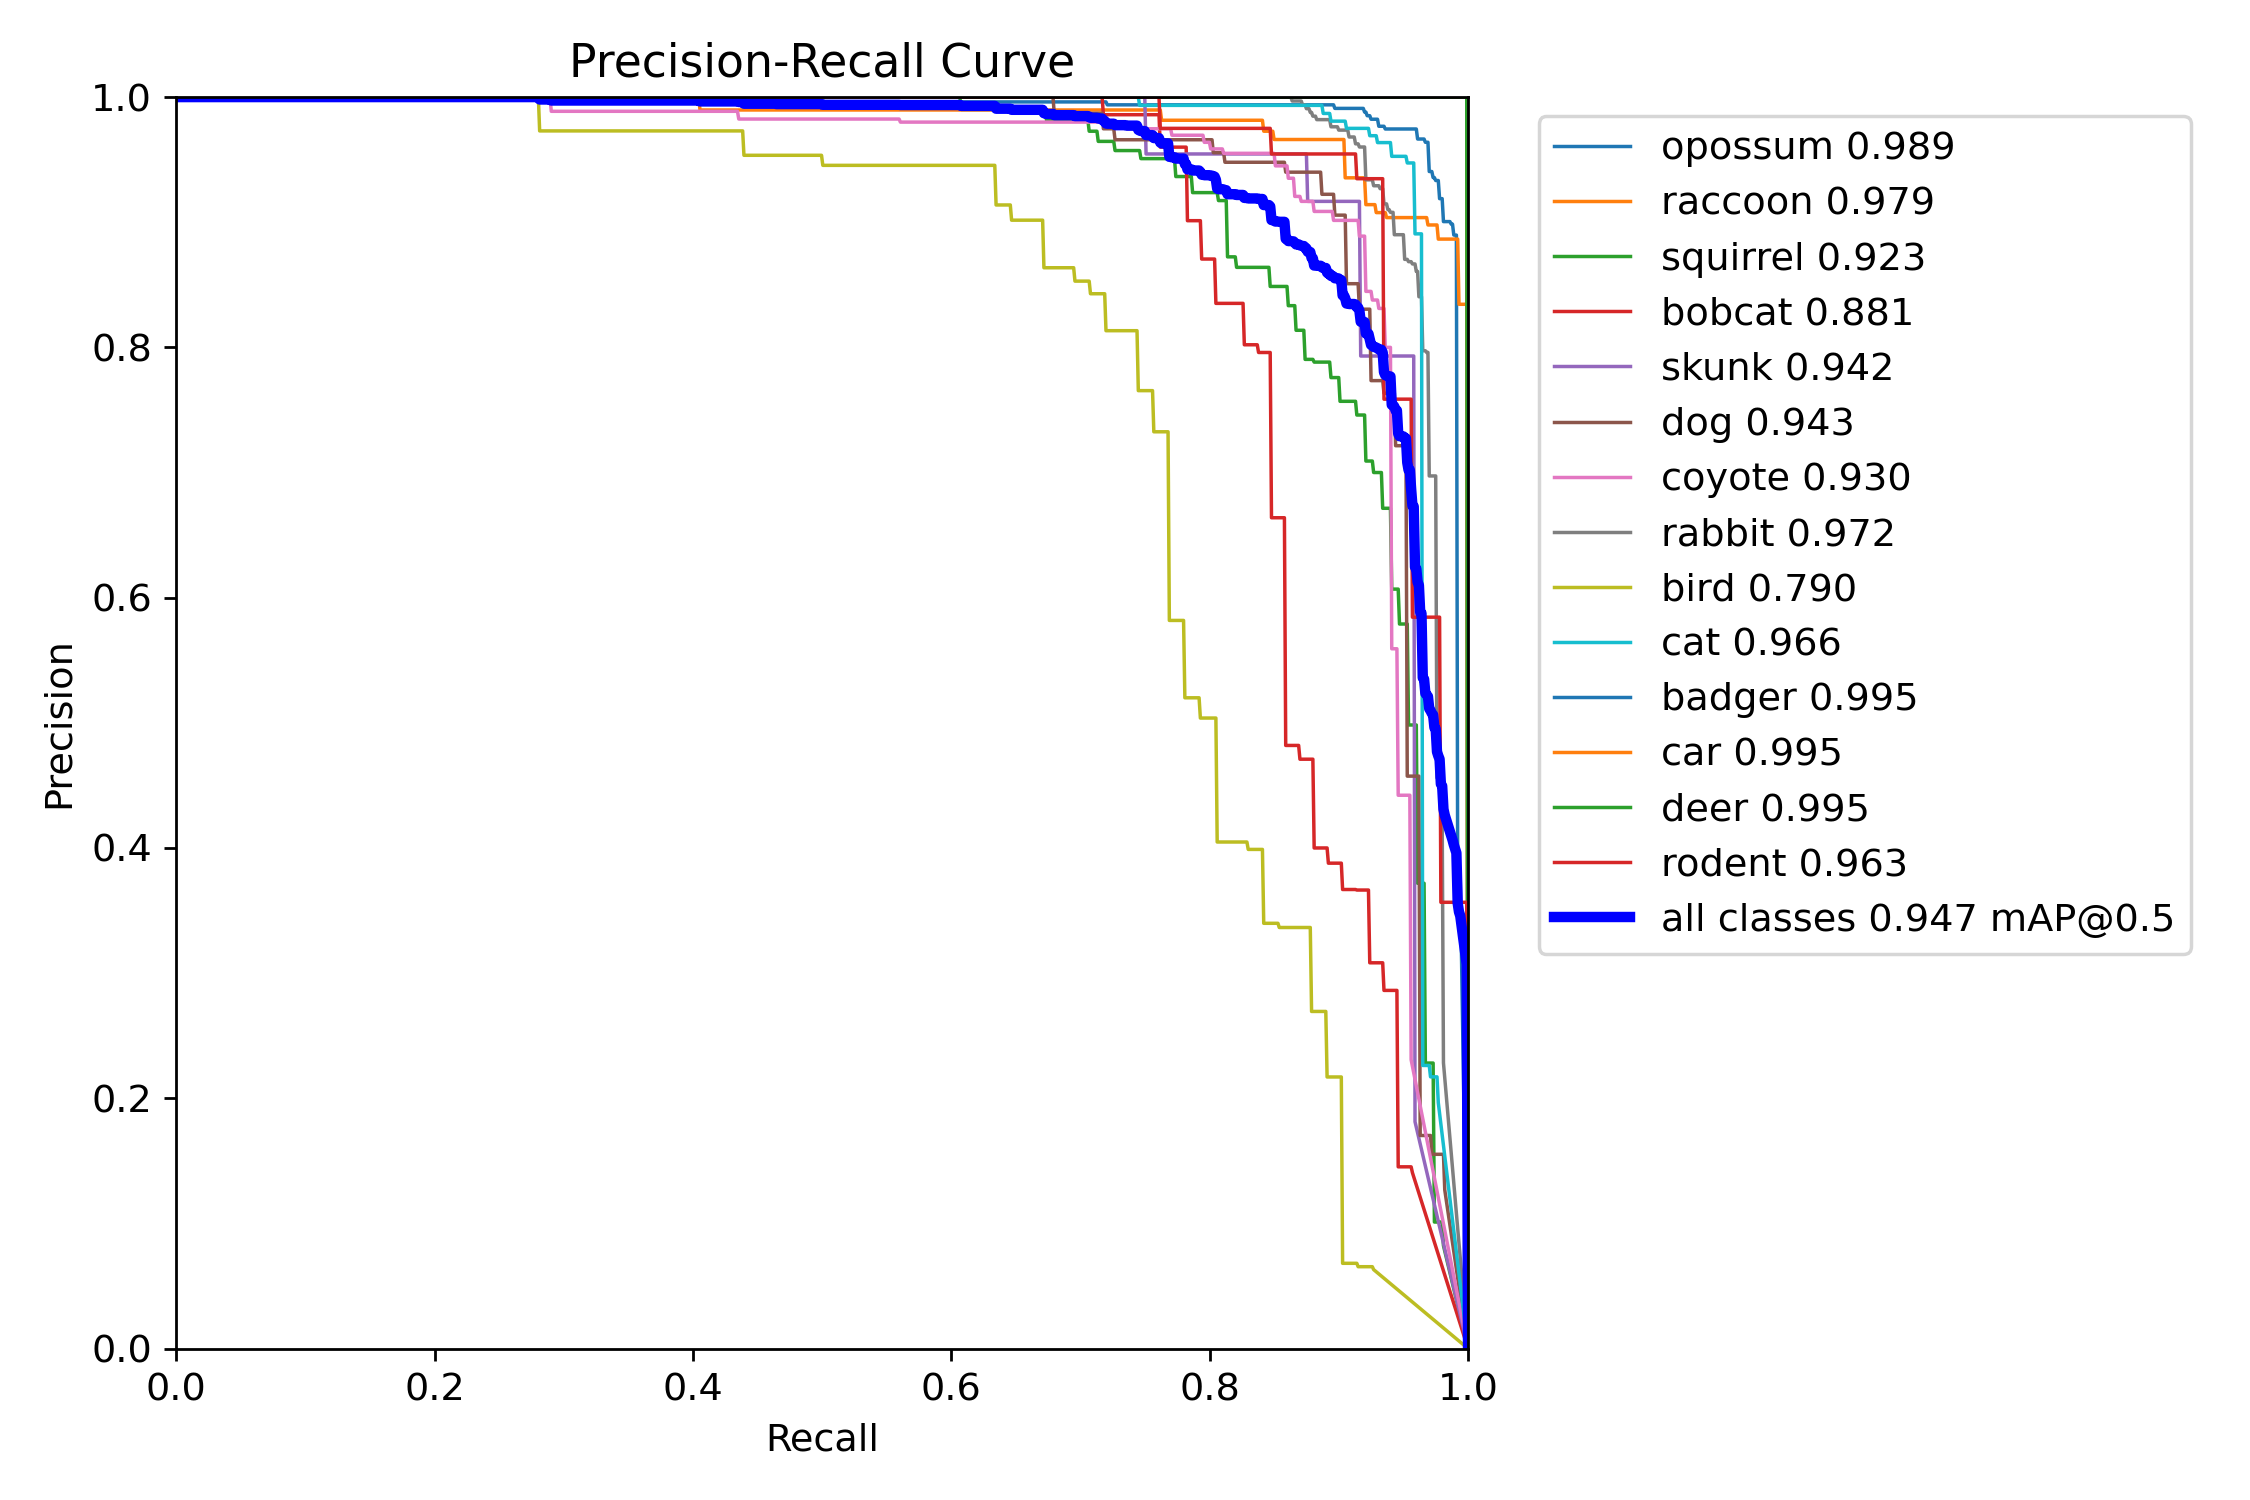 Precision-Recall Curve
1.0
0.8
0.6
0.4
0.2
0.0
Precision
0.0 0.2 0.4 0.6 0.8 1.0
Recall
opossum 0.989
raccoon 0.979
squirrel 0.923
bobcat 0.881
skunk 0.942
dog 0.943
coyote 0.930
rabbit 0.972
bird 0.790
cat 0.966
badger 0.995
car 0.995
deer 0.995
rodent 0.963
all classes 0.947 mAP@0.5